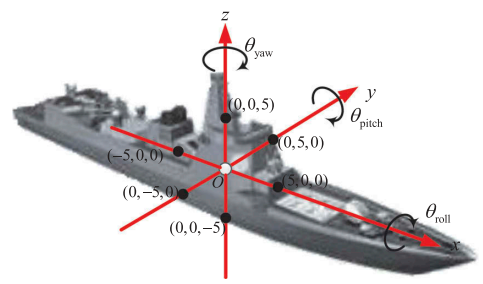 z
θyaw
y
θpitch
(0,0,5)
(0,5,0)
(−5,0,0)
O
(5,0,0)
(0,−5,0)
(0,0,−5)
θroll
x